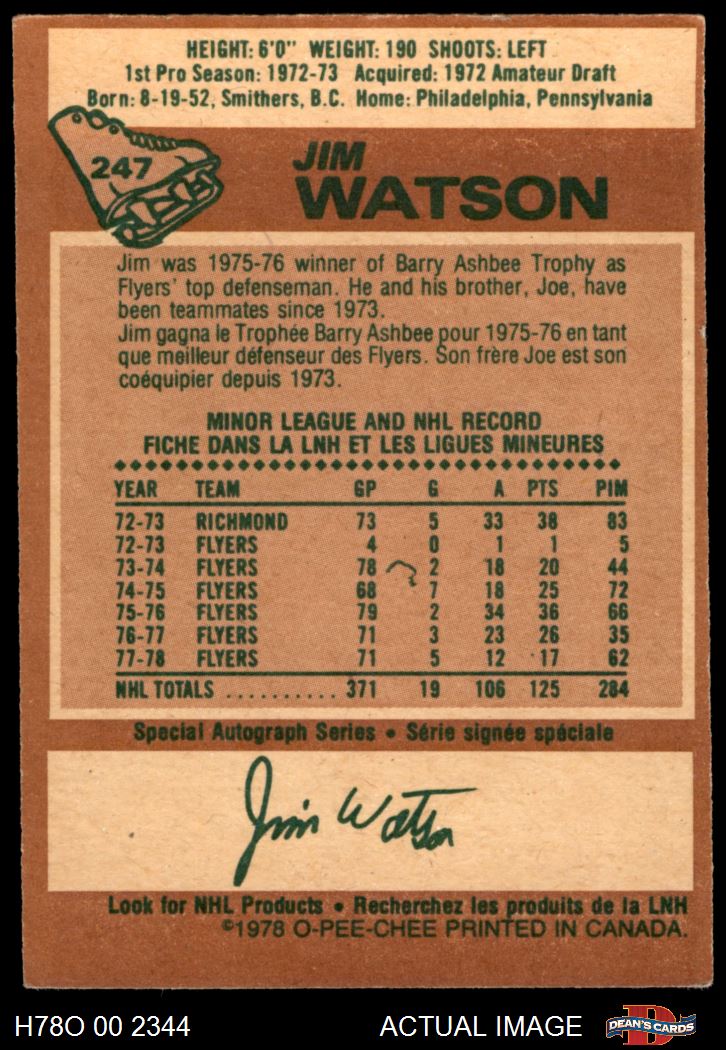 HEIGHT: 6'0" WEIGHT: 190 SHOOTS: LEFT
1st Pro Season: 1972-73 Acquired: 1972 Amateur Draft
Born: 8-19-52, Smithers, B.C. Home: Philadelphia, Pennsylvania
247
JIM
WATSON
Jim was 1975-76 winner of Barry Ashbee Trophy as
Flyers' top defenseman. He and his brother, Joe, have
been teammates since 1973.
Jim gagna le Trophée Barry Ashbee pour 1975-76 en tant
que meilleur défenseur des Flyers. Son frère Joe est son
coéquipier depuis 1973.
MINOR LEAGUE AND NHL RECORD
FICHE DANS LA LNH ET LES LIGUES MINEURES
YEAR TEAM GP G A PTS PIM
72-73 RICHMOND 73 5 33 38 83
72-73 FLYERS 4 0 1 1 5
73-74 FLYERS 78 2 18 20 44
74-75 FLYERS 68 7 18 25 72
75-76 FLYERS 79 2 34 36 66
76-77 FLYERS 71 3 23 26 35
77-78 FLYERS 71 5 12 17 62
NHL TOTALS .......... 371 19 106 125 284
Special Autograph Series • Série signée spéciale
Jim Watson
Look for NHL Products • Recherchez les produits de la LNH
©1978 O-PEE-CHEE PRINTED IN CANADA.
H78O 00 2344 ACTUAL IMAGE D DEAN'S CARDS